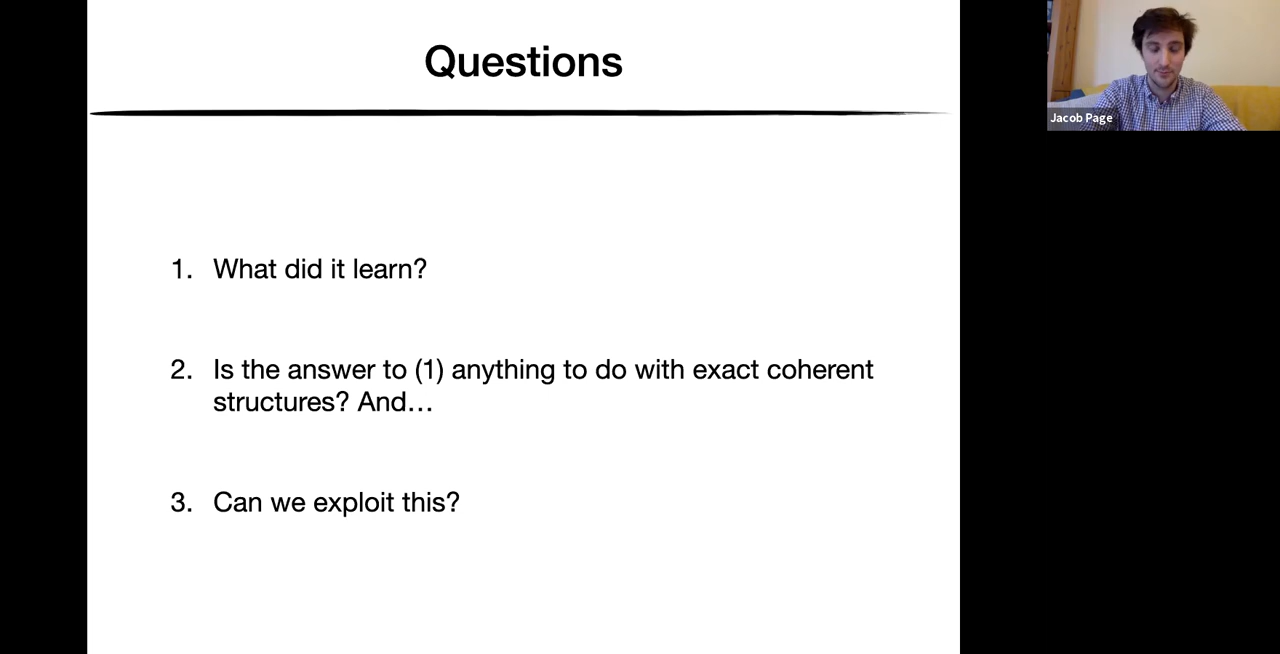 Questions
Jacob Page
1. What did it learn?
2. Is the answer to (1) anything to do with exact coherent
structures? And…
3. Can we exploit this?